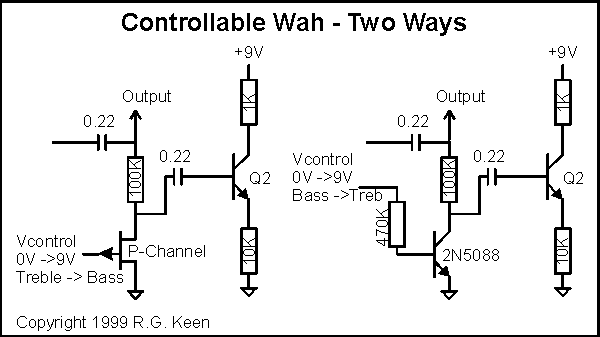 Controllable Wah - Two Ways
+9V
+9V
1K
1K
Output
Output
0.22
0.22
100K
0.22
Q2
Vcontrol
0V ->9V
Bass ->Treb
100K
0.22
Q2
470K
Vcontrol
0V ->9V
Treble -> Bass
P-Channel
10K
2N5088
10K
Copyright 1999 R.G. Keen